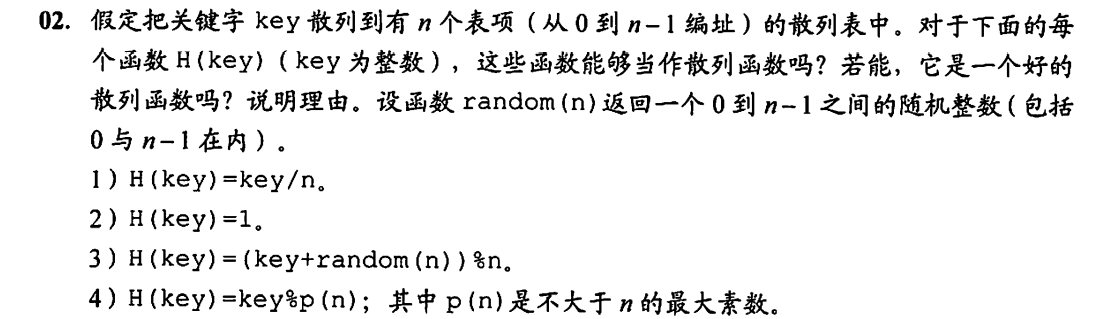 02. 假定把关键字 key 散列到有 n 个表项（从 0 到 n−1 编址）的散列表中。对于下面的每
个函数 H(key)（key 为整数），这些函数能够当作散列函数吗？若能，它是一个好的
散列函数吗？说明理由。设函数 random(n)返回一个 0 到 n−1 之间的随机整数（包括
0 与 n−1 在内）。
1）H(key)=key/n。
2）H(key)=1。
3）H(key)=(key+random(n))%n。
4）H(key)=key%p(n)；其中 p(n)是不大于 n 的最大素数。